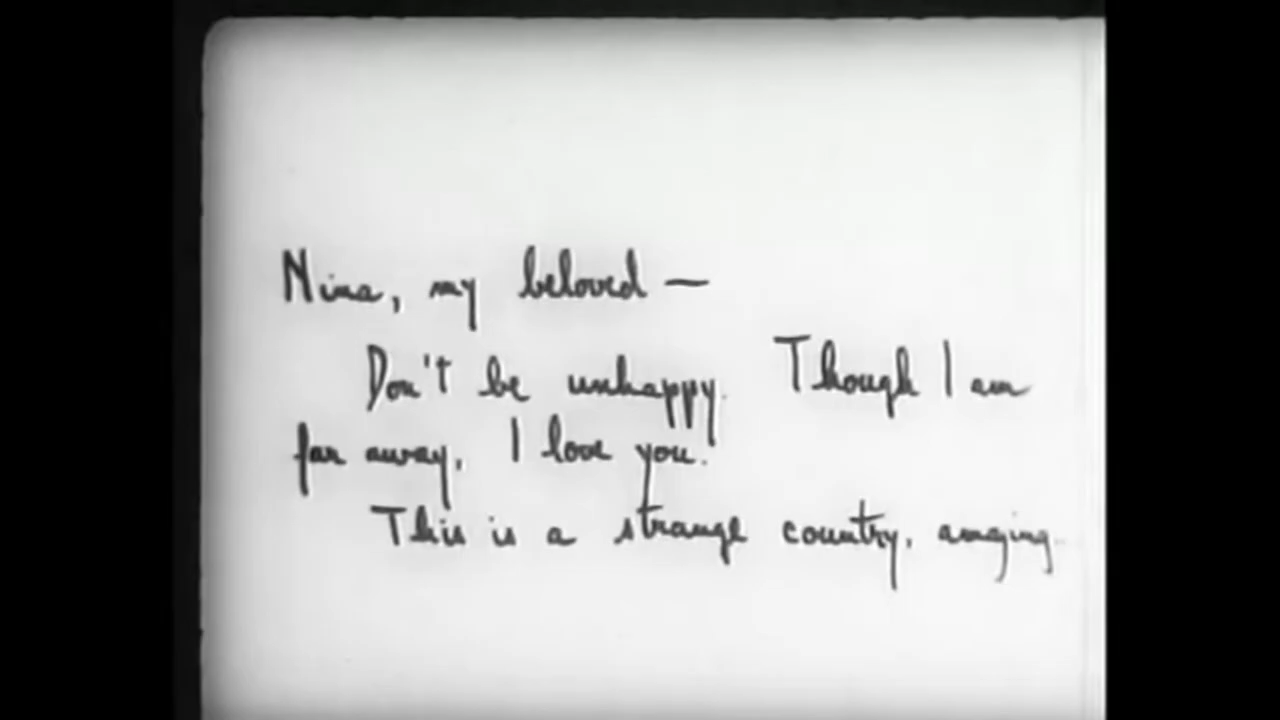 Nina, my beloved —
Don't be unhappy. Though I am
far away, I love you.
This is a strange country, amazing